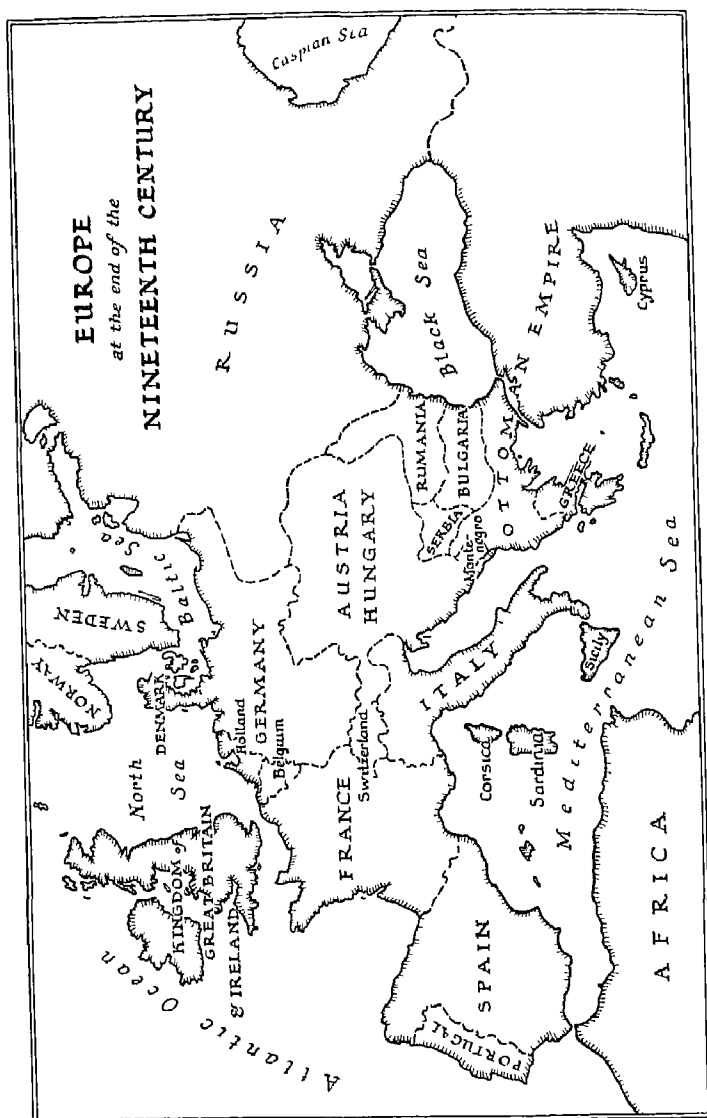 EUROPE
at the end of the
NINETEENTH CENTURY
Caspian Sea
RUSSIA
NORWAY
SWEDEN
Baltic Sea
DENMARK
North
Sea
KINGDOM of
GREAT BRITAIN
& IRELAND
Atlantic Ocean
Holland
GERMANY
Belgium
FRANCE
Switzerland
AUSTRIA
HUNGARY
RUMANIA
BULGARIA
SERBIA
Monte-
negro
Black Sea
OTTOMAN EMPIRE
GREECE
Cyprus
ITALY
Corsica
Sardinia
Sicily
Mediterranean Sea
SPAIN
PORTUGAL
AFRICA